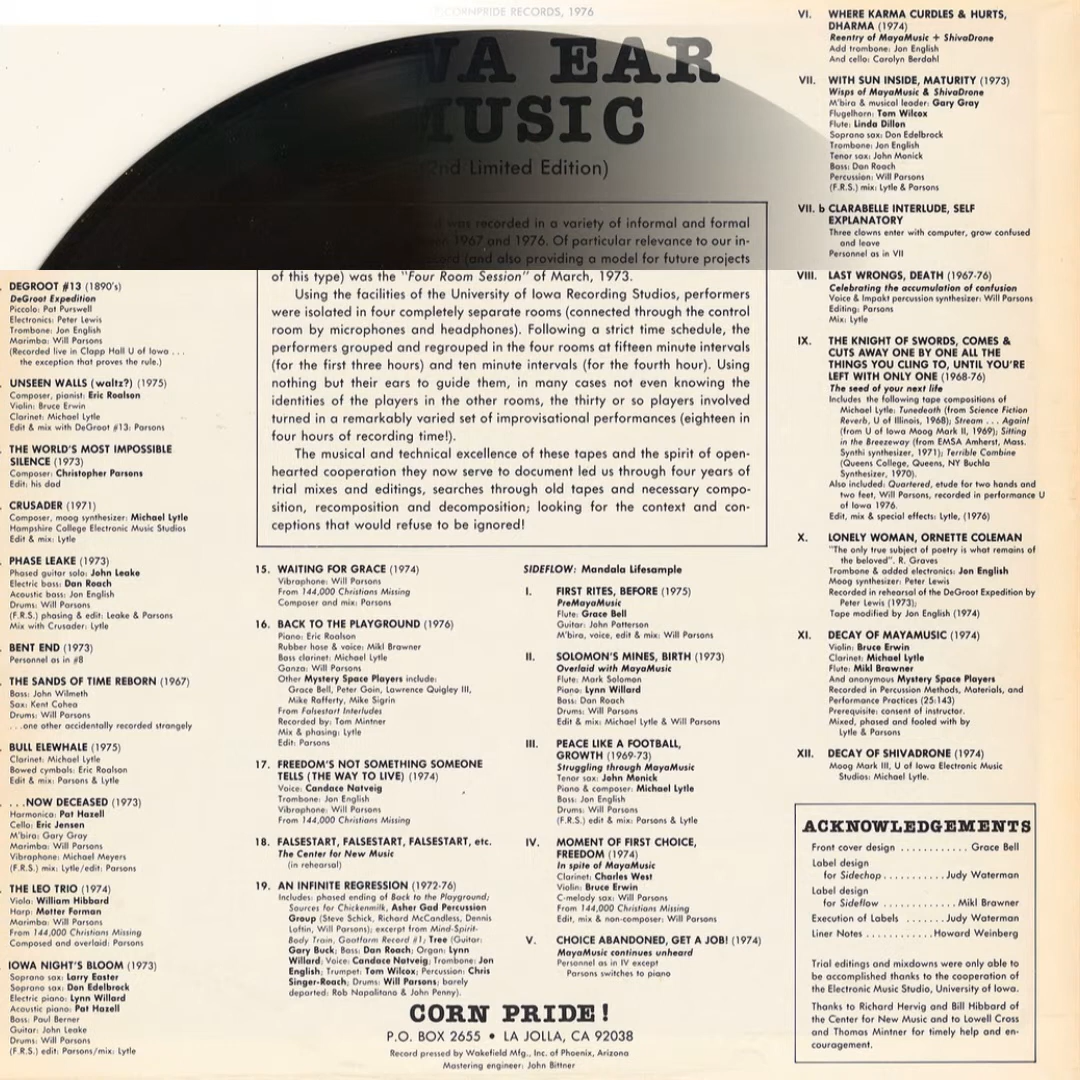 CORNPRIDE RECORDS, 1976
VA EAR
MUSIC
(2nd Limited Edition)
was recorded in a variety of informal and formal
1967 and 1976. Of particular relevance to our in-
(and also providing a model for future projects
of this type) was the "Four Room Session" of March, 1973.
Using the facilities of the University of Iowa Recording Studios, performers
were isolated in four completely separate rooms (connected through the control
room by microphones and headphones). Following a strict time schedule, the
performers grouped and regrouped in the four rooms at fifteen minute intervals
(for the first three hours) and ten minute intervals (for the fourth hour). Using
nothing but their ears to guide them, in many cases not even knowing the
identities of the players in the other rooms, the thirty or so players involved
turned in a remarkably varied set of improvisational performances (eighteen in
four hours of recording time!).
The musical and technical excellence of these tapes and the spirit of open-
hearted cooperation they now serve to document led us through four years of
trial mixes and editings, searches through old tapes and necessary compo-
sition, recomposition and decomposition; looking for the context and con-
ceptions that would refuse to be ignored!
DEGROOT #13 (1890's)
DeGroot Expedition
Piccolo: Pat Purswell
Electronics: Peter Lewis
Trombone: Jon English
Marimba: Will Parsons
(Recorded live in Clapp Hall U of Iowa . . .
the exception that proves the rule.)
UNSEEN WALLS (waltz?) (1975)
Composer, pianist: Eric Roalson
Violin: Bruce Erwin
Clarinet: Michael Lytle
Edit & mix with DeGroot #13: Parsons
THE WORLD'S MOST IMPOSSIBLE
SILENCE (1973)
Composer: Christopher Parsons
Edit: his dad
CRUSADER (1971)
Composer, moog synthesizer: Michael Lytle
Hampshire College Electronic Music Studios
Edit & mix: Lytle
PHASE LEAKE (1973)
Phased guitar solo: John Leake
Electric bass: Dan Roach
Acoustic bass: Jon English
Drums: Will Parsons
(F.R.S.) phasing & edit: Leake & Parsons
Mix with Crusader: Lytle
BENT END (1973)
Personnel as in #8
THE SANDS OF TIME REBORN (1967)
Bass: John Wilmeth
Sax: Kent Cohea
Drums: Will Parsons
. . .one other accidentally recorded strangely
BULL ELEWHALE (1975)
Clarinet: Michael Lytle
Bowed cymbals: Eric Roalson
Edit & mix: Parsons & Lytle
. . .NOW DECEASED (1973)
Harmonica: Pat Hazell
Cello: Eric Jensen
M'bira: Gary Gray
Marimba: Will Parsons
Vibraphone: Michael Meyers
(F.R.S.) mix: Lytle/edit: Parsons
THE LEO TRIO (1974)
Viola: William Hibbard
Harp: Motter Forman
Marimba: Will Parsons
From 144,000 Christians Missing
Composed and overlaid: Parsons
IOWA NIGHT'S BLOOM (1973)
Soprano sax: Larry Easter
Soprano sax: Don Edelbrock
Electric piano: Lynn Willard
Acoustic piano: Pat Hazell
Bass: Paul Berner
Guitar: John Leake
Drums: Will Parsons
(F.R.S.) edit: Parsons/mix: Lytle
15. WAITING FOR GRACE (1974)
Vibraphone: Will Parsons
From 144,000 Christians Missing
Composer and mix: Parsons
16. BACK TO THE PLAYGROUND (1976)
Piano: Eric Roalson
Rubber hose & voice: Mikl Brawner
Bass clarinet: Michael Lytle
Ganza: Will Parsons
Other Mystery Space Players include:
Grace Bell, Peter Goin, Lawrence Quigley III,
Mike Rafferty, Mike Sigrin
From Falsestart Interludes
Recorded by: Tom Mintner
Mix & phasing: Lytle
Edit: Parsons
17. FREEDOM'S NOT SOMETHING SOMEONE
TELLS (THE WAY TO LIVE) (1974)
Voice: Candace Natveig
Trombone: Jon English
Vibraphone: Will Parsons
From 144,000 Christians Missing
18. FALSESTART, FALSESTART, FALSESTART, etc.
The Center for New Music
(in rehearsal)
19. AN INFINITE REGRESSION (1972-76)
Includes: phased ending of Back to the Playground;
Sources for Chickenmilk, Asher Gad Percussion
Group (Steve Schick, Richard McCandless, Dennis
Loftin, Will Parsons); excerpt from Mind-Spirit-
Body Train, Goatfarm Record #1; Tree (Guitar:
Gary Buck; Bass: Dan Roach; Organ: Lynn
Willard; Voice: Candace Natveig; Trombone: Jon
English; Trumpet: Tom Wilcox; Percussion: Chris
Singer-Roach; Drums: Will Parsons; barely
departed: Rob Napolitano & John Penny).
SIDEFLOW: Mandala Lifesample
I. FIRST RITES, BEFORE (1975)
PreMayaMusic
Flute: Grace Bell
Guitar: John Patterson
M'bira, voice, edit & mix: Will Parsons
II. SOLOMON'S MINES, BIRTH (1973)
Overlaid with MayaMusic
Flute: Mark Solomon
Piano: Lynn Willard
Bass: Dan Roach
Drums: Will Parsons
Edit & mix: Michael Lytle & Will Parsons
III. PEACE LIKE A FOOTBALL,
GROWTH (1969-73)
Struggling through MayaMusic
Tenor sax: John Monick
Piano & composer: Michael Lytle
Bass: Jon English
Drums: Will Parsons
(F.R.S.) edit & mix: Parsons & Lytle
IV. MOMENT OF FIRST CHOICE,
FREEDOM (1974)
In spite of MayaMusic
Clarinet: Charles West
Violin: Bruce Erwin
C-melody sax: Will Parsons
From 144,000 Christians Missing
Edit, mix & non-composer: Will Parsons
V. CHOICE ABANDONED, GET A JOB! (1974)
MayaMusic continues unheard
Personnel as in IV except
Parsons switches to piano
CORN PRIDE!
P.O. BOX 2655 • LA JOLLA, CA 92038
Record pressed by Wakefield Mfg., Inc. of Phoenix, Arizona
Mastering engineer: John Bittner
VI. WHERE KARMA CURDLES & HURTS,
DHARMA (1974)
Reentry of MayaMusic + ShivaDrone
Add trombone: Jon English
And cello: Carolyn Berdahl
VII. WITH SUN INSIDE, MATURITY (1973)
Wisps of MayaMusic & ShivaDrone
M'bira & musical leader: Gary Gray
Flugelhorn: Tom Wilcox
Flute: Linda Dillon
Soprano sax: Don Edelbrock
Trombone: Jon English
Tenor sax: John Monick
Bass: Dan Roach
Percussion: Will Parsons
(F.R.S.) mix: Lytle & Parsons
VII. b CLARABELLE INTERLUDE, SELF
EXPLANATORY
Three clowns enter with computer, grow confused
and leave
Personnel as in VII
VIII. LAST WRONGS, DEATH (1967-76)
Celebrating the accumulation of confusion
Voice & Impakt percussion synthesizer: Will Parsons
Editing: Parsons
Mix: Lytle
IX. THE KNIGHT OF SWORDS, COMES &
CUTS AWAY ONE BY ONE ALL THE
THINGS YOU CLING TO, UNTIL YOU'RE
LEFT WITH ONLY ONE (1968-76)
The seed of your next life
Includes the following tape compositions of
Michael Lytle: Tunedeath (from Science Fiction
Reverb, U of Illinois, 1968); Stream . . . Again!
(from U of Iowa Moog Mark II, 1969); Sitting
in the Breezeway (from EMSA Amherst, Mass.
Synthi synthesizer, 1971); Terrible Combine
(Queens College, Queens, NY Buchla
Synthesizer, 1970).
Also included: Quartered, etude for two hands and
two feet, Will Parsons, recorded in performance U
of Iowa 1976.
Edit, mix & special effects: Lytle, (1976)
X. LONELY WOMAN, ORNETTE COLEMAN
"The only true subject of poetry is what remains of
the beloved". R. Graves
Trombone & added electronics: Jon English
Moog synthesizer: Peter Lewis
Recorded in rehearsal of the DeGroot Expedition by
Peter Lewis (1973);
Tape modified by Jon English (1974)
XI. DECAY OF MAYAMUSIC (1974)
Violin: Bruce Erwin
Clarinet: Michael Lytle
Flute: Mikl Brawner
And anonymous Mystery Space Players
Recorded in Percussion Methods, Materials, and
Performance Practices (25:143)
Prerequisite: consent of instructor.
Mixed, phased and fooled with by
Lytle & Parsons
XII. DECAY OF SHIVADRONE (1974)
Moog Mark III, U of Iowa Electronic Music
Studios: Michael Lytle.
ACKNOWLEDGEMENTS
Front cover design . . . . . . . . . . . Grace Bell
Label design
for Sidechop . . . . . . . . . . . Judy Waterman
Label design
for Sideflow . . . . . . . . . . . . Mikl Brawner
Execution of Labels . . . . . . . Judy Waterman
Liner Notes . . . . . . . . . . . Howard Weinberg
Trial editings and mixdowns were only able to
be accomplished thanks to the cooperation of
the Electronic Music Studio, University of Iowa.
Thanks to Richard Hervig and Bill Hibbard of
the Center for New Music and to Lowell Cross
and Thomas Mintner for timely help and en-
couragement.